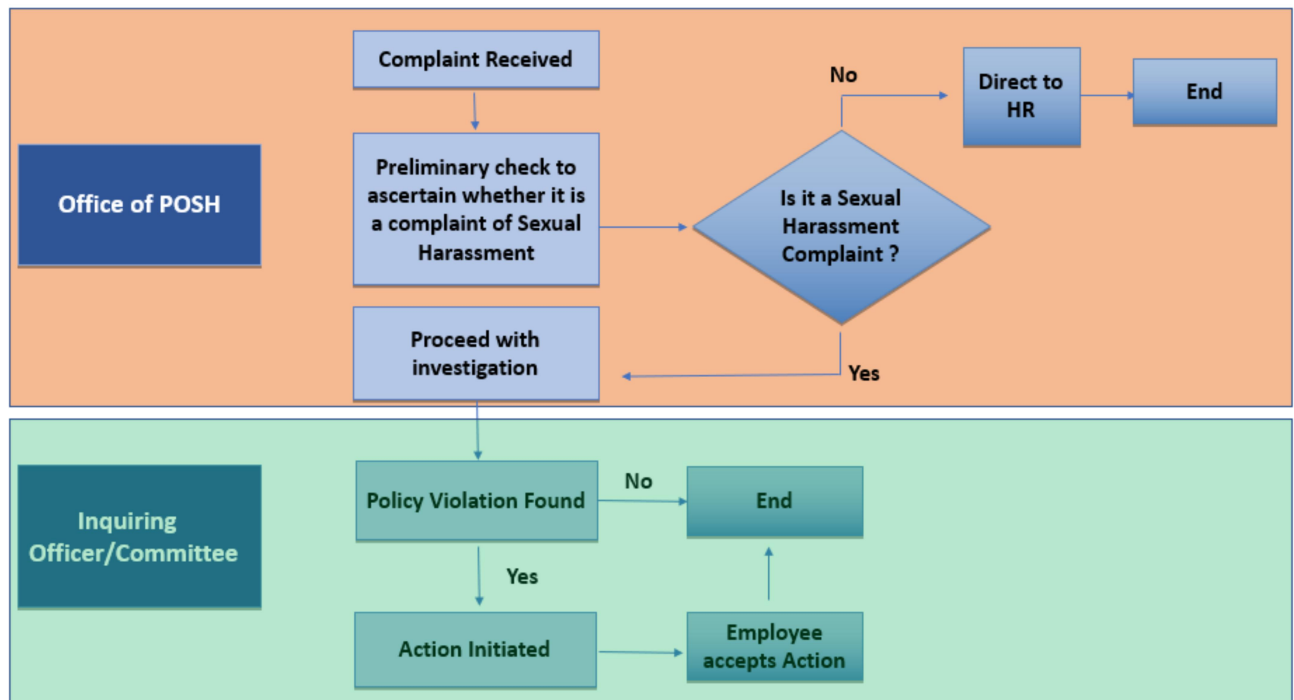 Complaint Received
No
Direct to
HR
End
Office of POSH
Preliminary check to
ascertain whether it is
a complaint of Sexual
Harassment
Is it a Sexual
Harassment
Complaint ?
Proceed with
investigation
Yes
Inquiring
Officer/Committee
Policy Violation Found
No
End
Yes
Action Initiated
Employee
accepts Action